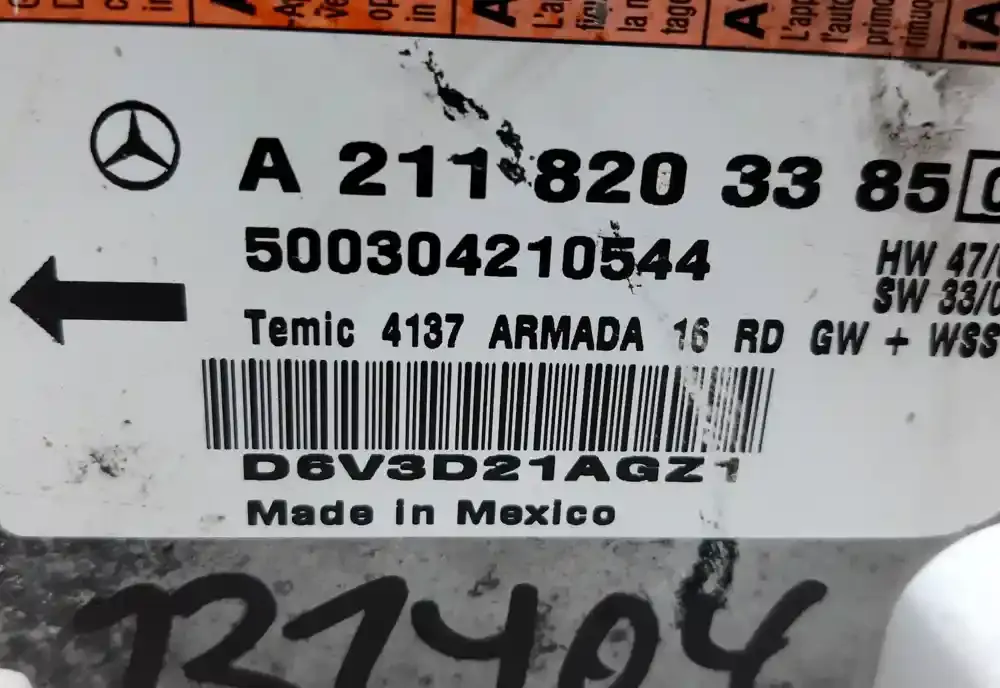 A 211 820 33 85
500304210544
HW 47/
SW 33/0
Temic 4137 ARMADA 16 RD GW + WSS
D6V3D21AGZ1
Made in Mexico